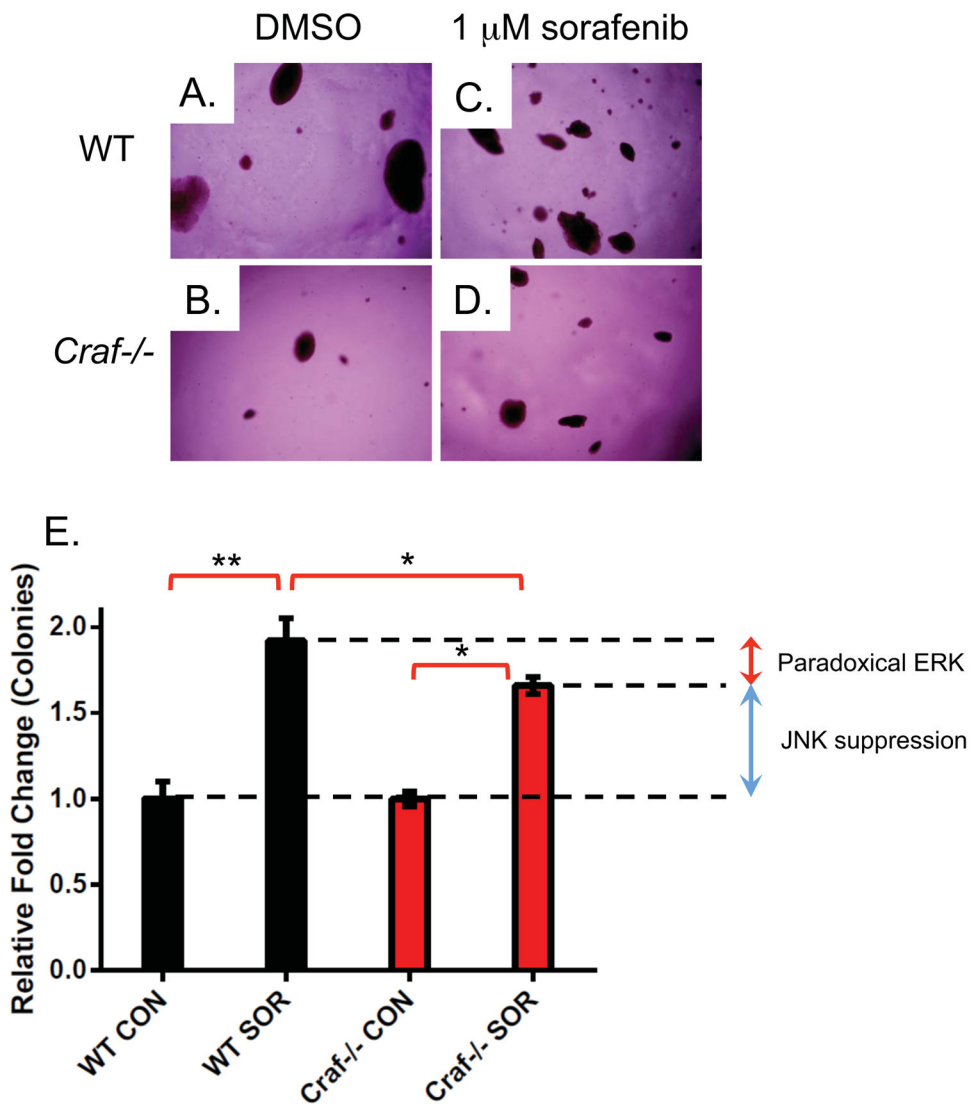 DMSO 1 μM sorafenib
A. C.
WT
B. D.
Craf-/-
E.
** *
*
Relative Fold Change (Colonies)
2.0
1.5
1.0
0.5
0.0
Paradoxical ERK
JNK suppression
WT CON
WT SOR
Craf-/- CON
Craf-/- SOR